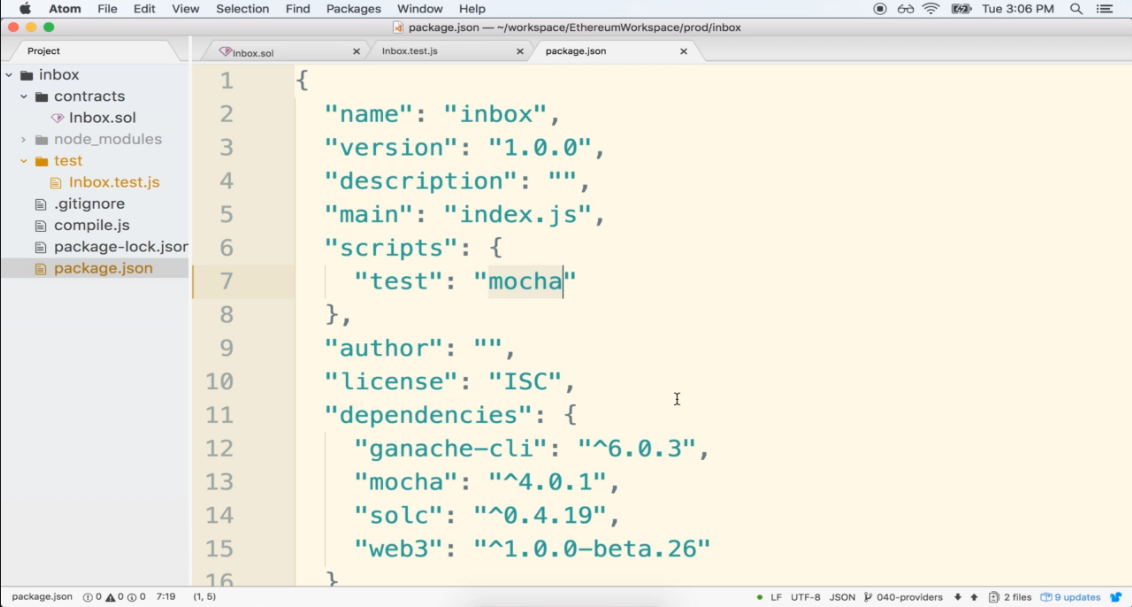 Atom File Edit View Selection Find Packages Window Help Tue 3:06 PM
package.json — ~/workspace/EthereumWorkspace/prod/inbox
Project Inbox.sol Inbox.test.js package.json
inbox
contracts
Inbox.sol
node_modules
test
Inbox.test.js
.gitignore
compile.js
package-lock.jsor
package.json
1 {
2 "name": "inbox",
3 "version": "1.0.0",
4 "description": "",
5 "main": "index.js",
6 "scripts": {
7 "test": "mocha"
8 },
9 "author": "",
10 "license": "ISC",
11 "dependencies": {
12 "ganache-cli": "^6.0.3",
13 "mocha": "^4.0.1",
14 "solc": "^0.4.19",
15 "web3": "^1.0.0-beta.26"
16 }
package.json 0 0 0 7:19 (1, 5) LF UTF-8 JSON 040-providers 2 files 9 updates